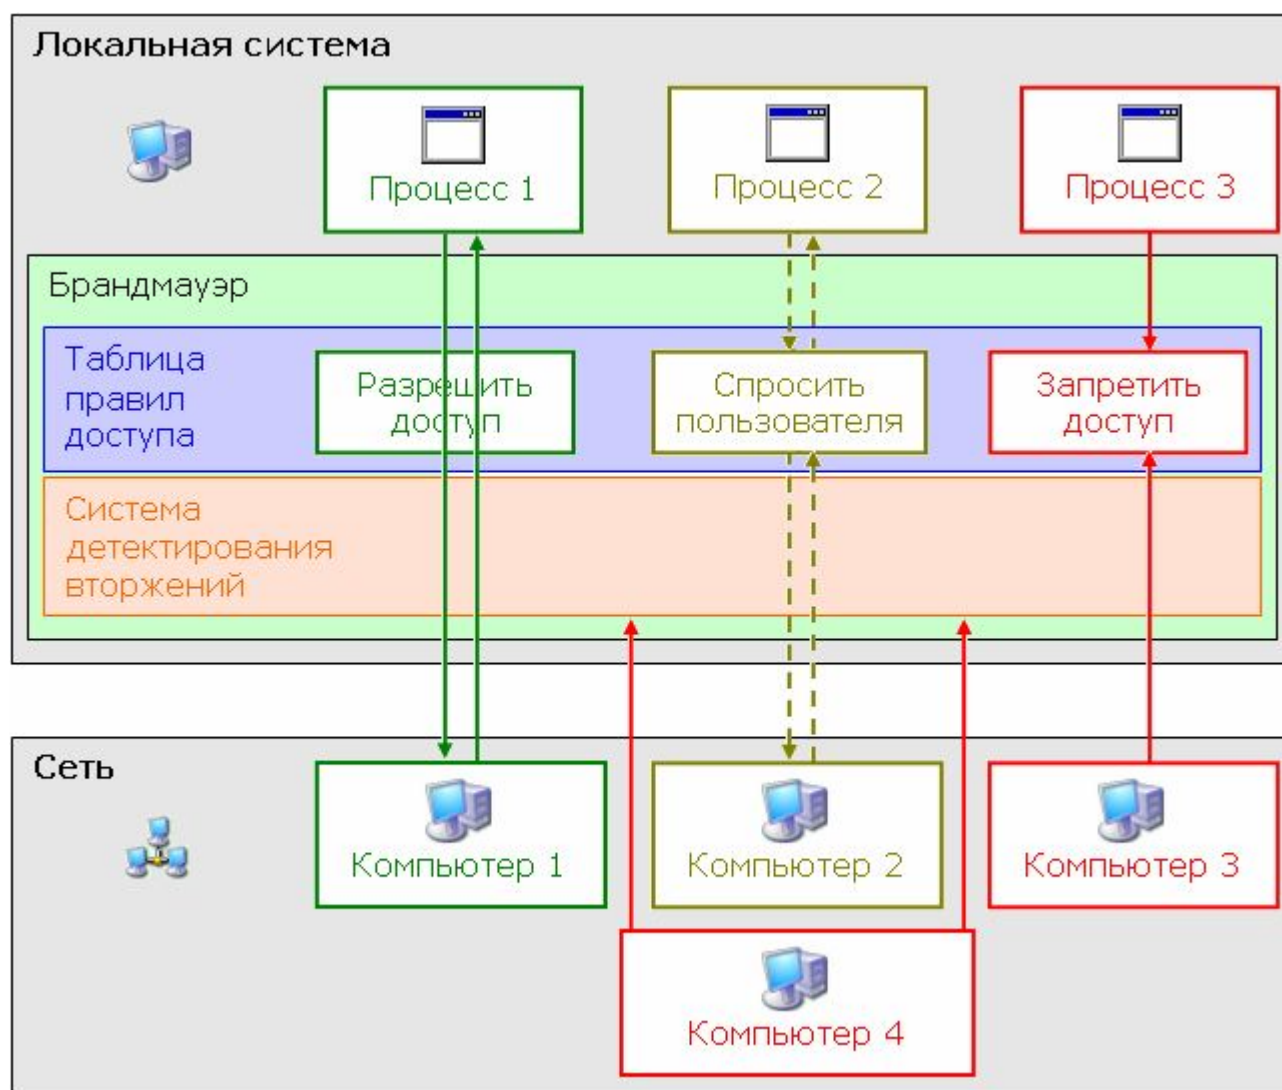 Локальная система
Процесс 1
Процесс 2
Процесс 3
Брандмауэр
Таблица
правил
доступа
Разрешить
доступ
Спросить
пользователя
Запретить
доступ
Система
детектирования
вторжений
Сеть
Компьютер 1
Компьютер 2
Компьютер 3
Компьютер 4